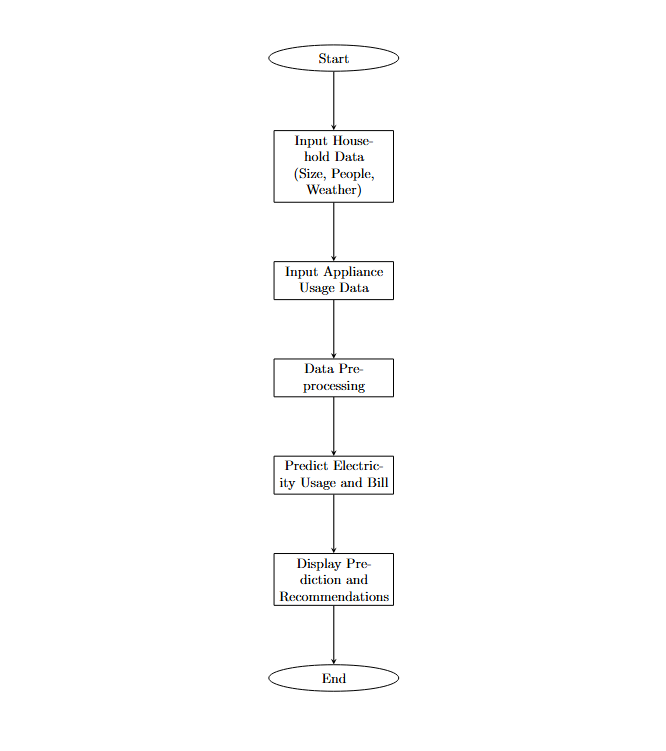 Start
Input House-
hold Data
(Size, People,
Weather)
Input Appliance
Usage Data
Data Pre-
processing
Predict Electric-
ity Usage and Bill
Display Pre-
diction and
Recommendations
End